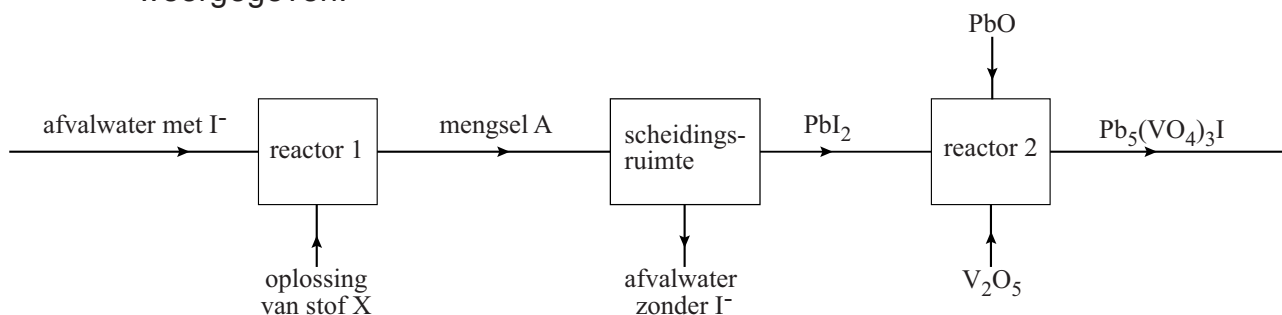 PbO
afvalwater met I⁻
reactor 1
mengsel A
scheidings-
ruimte
PbI₂
reactor 2
Pb₅(VO₄)₃I
oplossing
van stof X
afvalwater
zonder I⁻
V₂O₅